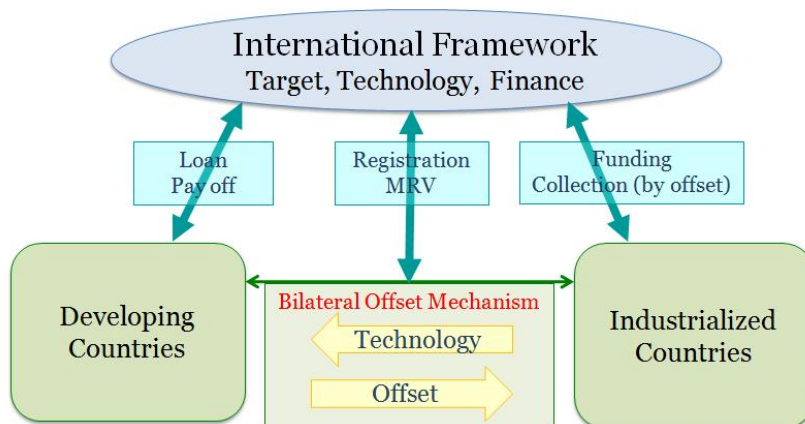 International Framework
Target, Technology, Finance
Loan
Pay off
Registration
MRV
Funding
Collection (by offset)
Developing
Countries
Bilateral Offset Mechanism
Technology
Offset
Industrialized
Countries